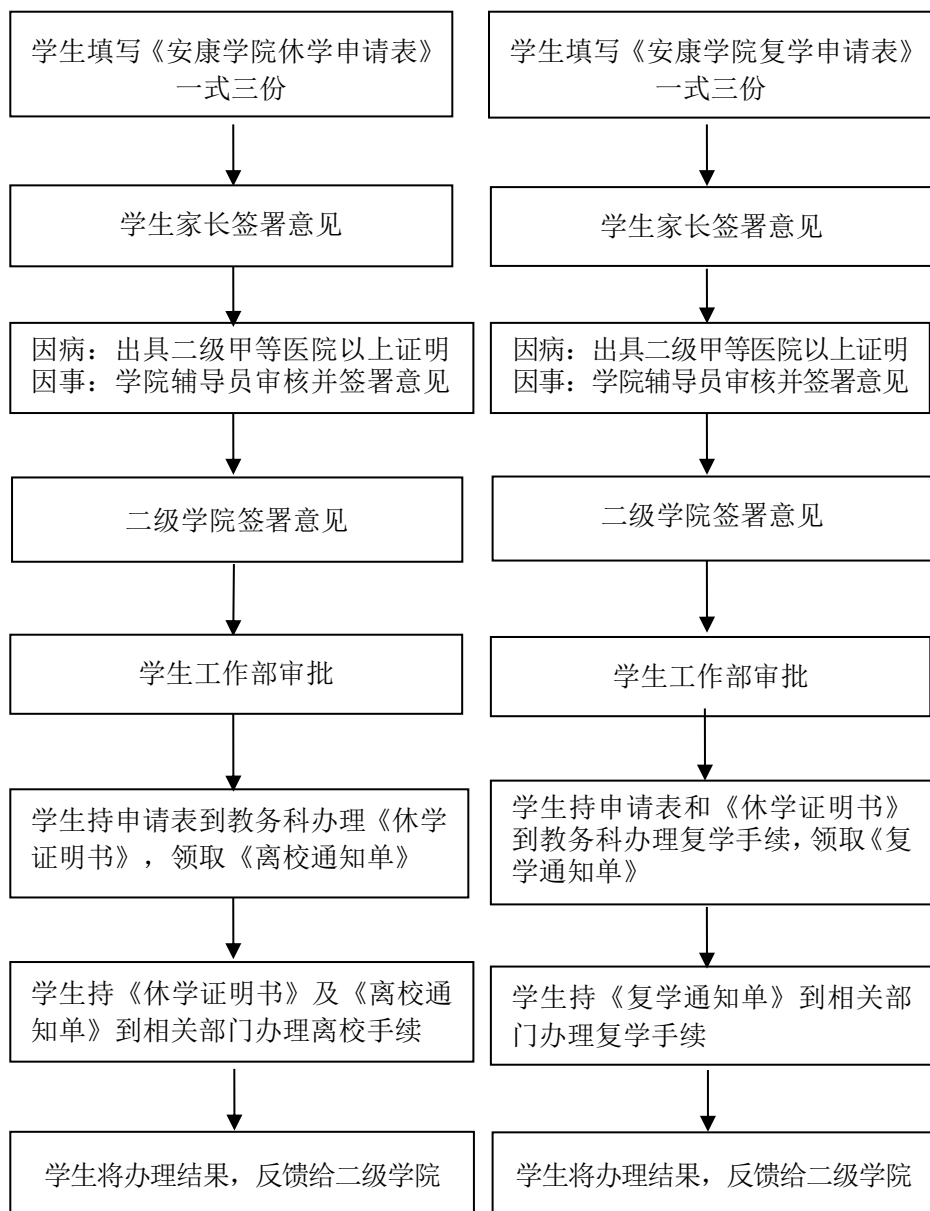 学生填写《安康学院休学申请表》
一式三份
学生家长签署意见
因病：出具二级甲等医院以上证明
因事：学院辅导员审核并签署意见
二级学院签署意见
学生工作部审批
学生持申请表到教务科办理《休学
证明书》，领取《离校通知单》
学生持《休学证明书》及《离校通
知单》到相关部门办理离校手续
学生将办理结果，反馈给二级学院
学生填写《安康学院复学申请表》
一式三份
学生家长签署意见
因病：出具二级甲等医院以上证明
因事：学院辅导员审核并签署意见
二级学院签署意见
学生工作部审批
学生持申请表和《休学证明书》
到教务科办理复学手续，领取《复
学通知单》
学生持《复学通知单》到相关部
门办理复学手续
学生将办理结果，反馈给二级学院